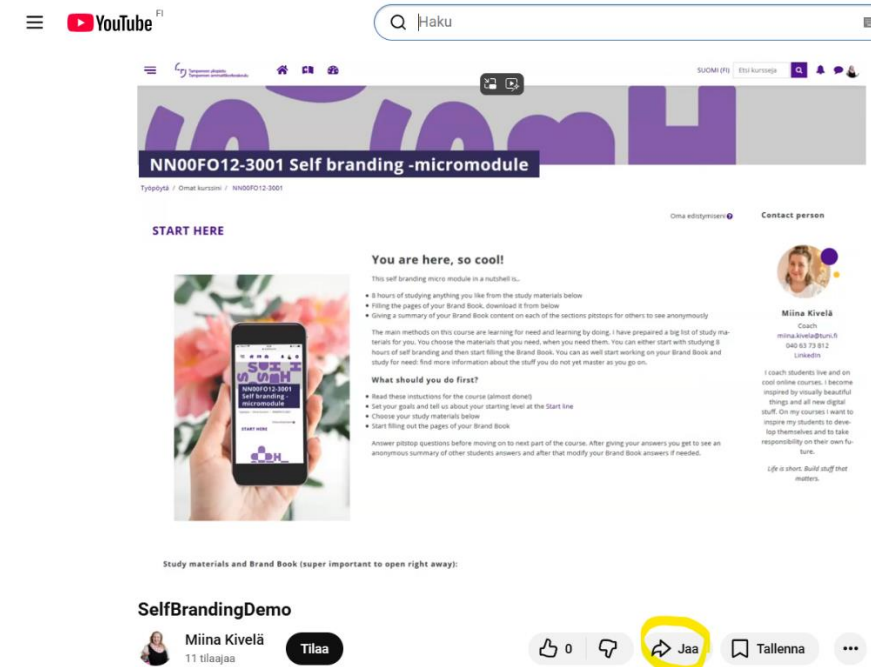 YouTube FI
Haku
Tampereen yliopisto
Tampereen ammattikorkeakoulu
SUOMI (FI)
Etsi kursseja
NN00FO12-3001 Self branding -micromodule
Työpöytä / Omat kurssini / NN00FO12-3001
Oma edistymiseni
START HERE
You are here, so cool!
This self branding micro module in a nutshell is..
8 hours of studying anything you like from the study materials below
Filling the pages of your Brand Book, download it from below
Giving a summary of your Brand Book content on each of the sections pitstops for others to see anonymously
The main methods on this course are learning for need and learning by doing. I have prepaired a big list of study ma-
terials for you. You choose the materials that you need, when you need them. You can either start with studying 8
hours of self branding and then start filling the Brand Book. You can as well start working on your Brand Book and
study for need: find more information about the stuff you do not yet master as you go on.
What should you do first?
Read these instuctions for the course (almost done!)
Set your goals and tell us about your starting level at the Start line
Choose your study materials below
Start filling out the pages of your Brand Book
Answer pitstop questions before moving on to next part of the course. After giving your answers you get to see an
anonymous summary of other students answers and after that modify your Brand Book answers if needed.
NN00FO12-3001
Self branding -
micromodule
START HERE
Contact person
Miina Kivelä
Coach
miina.kivela@tuni.fi
040 63 73 812
LinkedIn
I coach students live and on
cool online courses. I become
inspired by visually beautiful
things and all new digital
stuff. On my courses I want to
inspire my students to deve-
lop themselves and to take
responsibility on their own fu-
ture.
Life is short. Build stuff that
matters.
Study materials and Brand Book (super important to open right away):
SelfBrandingDemo
Miina Kivelä
11 tilaajaa
Tilaa
0
Jaa
Tallenna